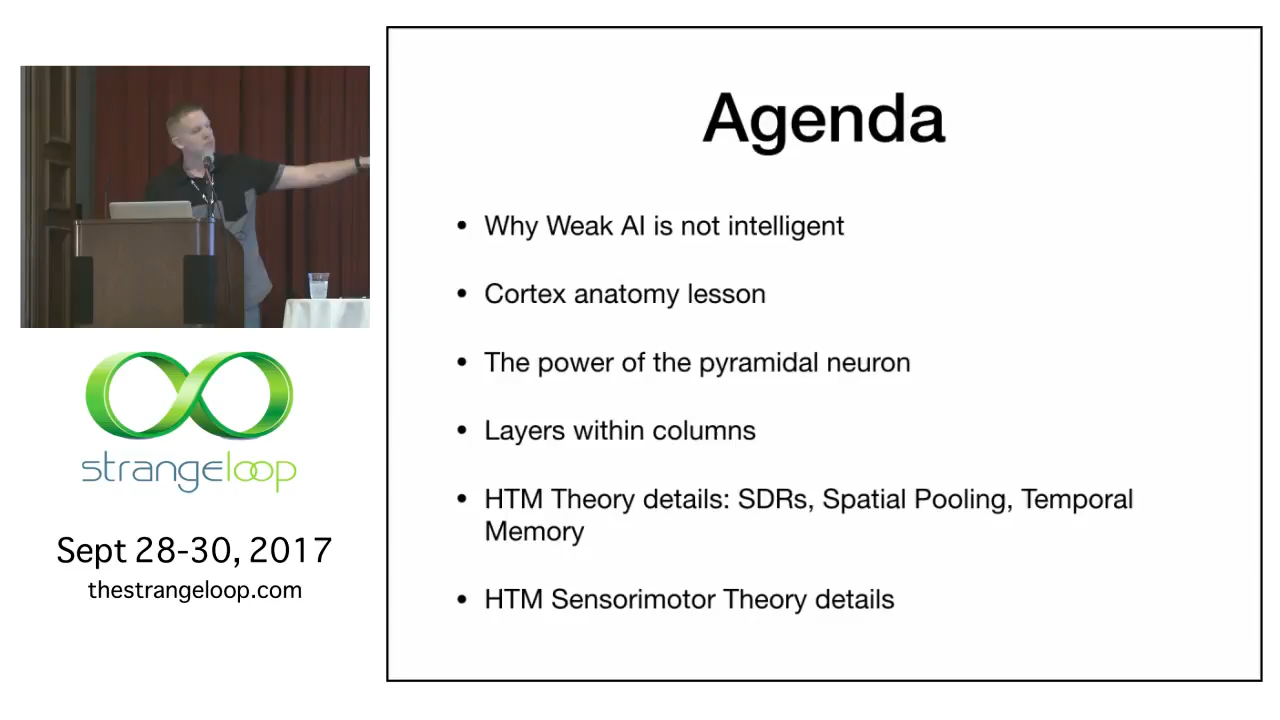 Agenda
• Why Weak AI is not intelligent
• Cortex anatomy lesson
• The power of the pyramidal neuron
• Layers within columns
• HTM Theory details: SDRs, Spatial Pooling, Temporal
Memory
• HTM Sensorimotor Theory details
strangeloop
Sept 28-30, 2017
thestrangeloop.com